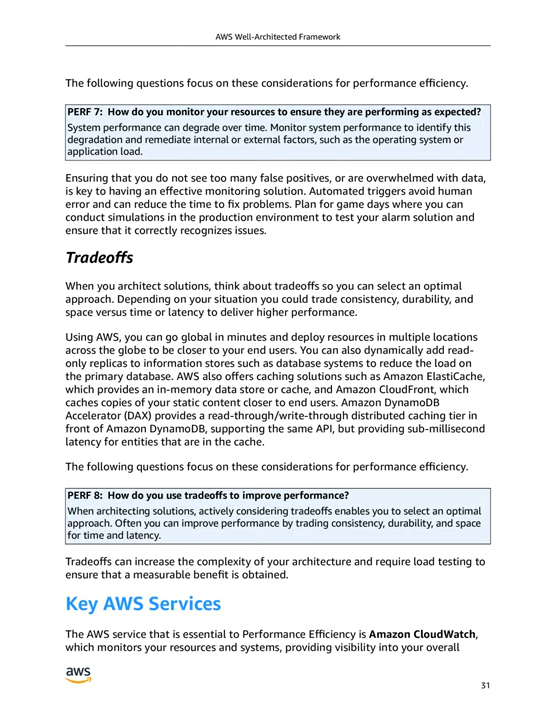 AWS Well-Architected Framework
The following questions focus on these considerations for performance efficiency.
PERF 7: How do you monitor your resources to ensure they are performing as expected?
System performance can degrade over time. Monitor system performance to identify this
degradation and remediate internal or external factors, such as the operating system or
application load.
Ensuring that you do not see too many false positives, or are overwhelmed with data,
is key to having an effective monitoring solution. Automated triggers avoid human
error and can reduce the time to fix problems. Plan for game days where you can
conduct simulations in the production environment to test your alarm solution and
ensure that it correctly recognizes issues.
Tradeoffs
When you architect solutions, think about tradeoffs so you can select an optimal
approach. Depending on your situation you could trade consistency, durability, and
space versus time or latency to deliver higher performance.
Using AWS, you can go global in minutes and deploy resources in multiple locations
across the globe to be closer to your end users. You can also dynamically add read-
only replicas to information stores such as database systems to reduce the load on
the primary database. AWS also offers caching solutions such as Amazon ElastiCache,
which provides an in-memory data store or cache, and Amazon CloudFront, which
caches copies of your static content closer to end users. Amazon DynamoDB
Accelerator (DAX) provides a read-through/write-through distributed caching tier in
front of Amazon DynamoDB, supporting the same API, but providing sub-millisecond
latency for entities that are in the cache.
The following questions focus on these considerations for performance efficiency.
PERF 8: How do you use tradeoffs to improve performance?
When architecting solutions, actively considering tradeoffs enables you to select an optimal
approach. Often you can improve performance by trading consistency, durability, and space
for time and latency.
Tradeoffs can increase the complexity of your architecture and require load testing to
ensure that a measurable benefit is obtained.
Key AWS Services
The AWS service that is essential to Performance Efficiency is Amazon CloudWatch,
which monitors your resources and systems, providing visibility into your overall
aws
31